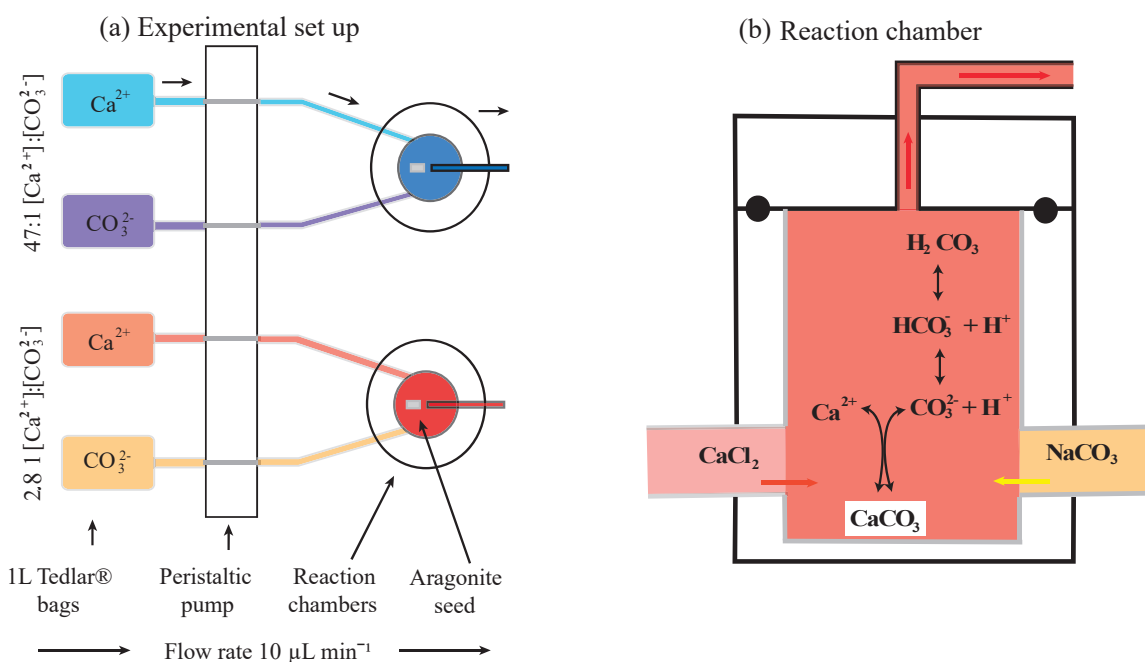 (a) Experimental set up
47:1 [Ca²⁺]:[CO₃²⁻]
Ca²⁺
CO₃²⁻
2.8 1 [Ca²⁺]:[CO₃²⁻]
Ca²⁺
CO₃²⁻
1L Tedlar®
bags
Peristaltic
pump
Reaction
chambers
Aragonite
seed
Flow rate 10 µL min⁻¹
(b) Reaction chamber
H₂ CO₃
HCO₃⁻ + H⁺
Ca²⁺
CO₃²⁻ + H⁺
CaCl₂
NaCO₃
CaCO₃